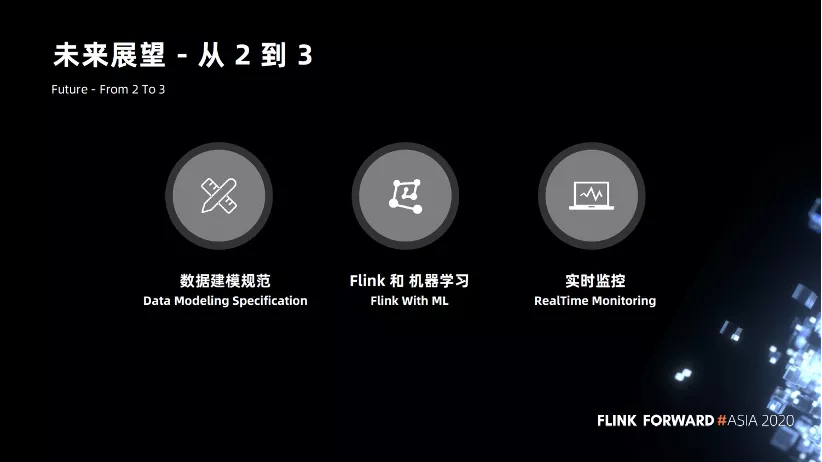 未来展望 - 从 2 到 3
Future - From 2 To 3
数据建模规范
Data Modeling Specification
Flink 和 机器学习
Flink With ML
实时监控
RealTime Monitoring
FLINK FORWARD #ASIA 2020